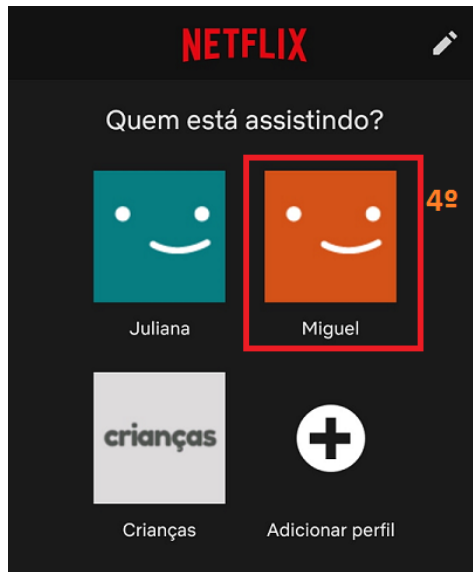 NETFLIX
Quem está assistindo?
4º
Juliana
Miguel
crianças
Crianças
Adicionar perfil